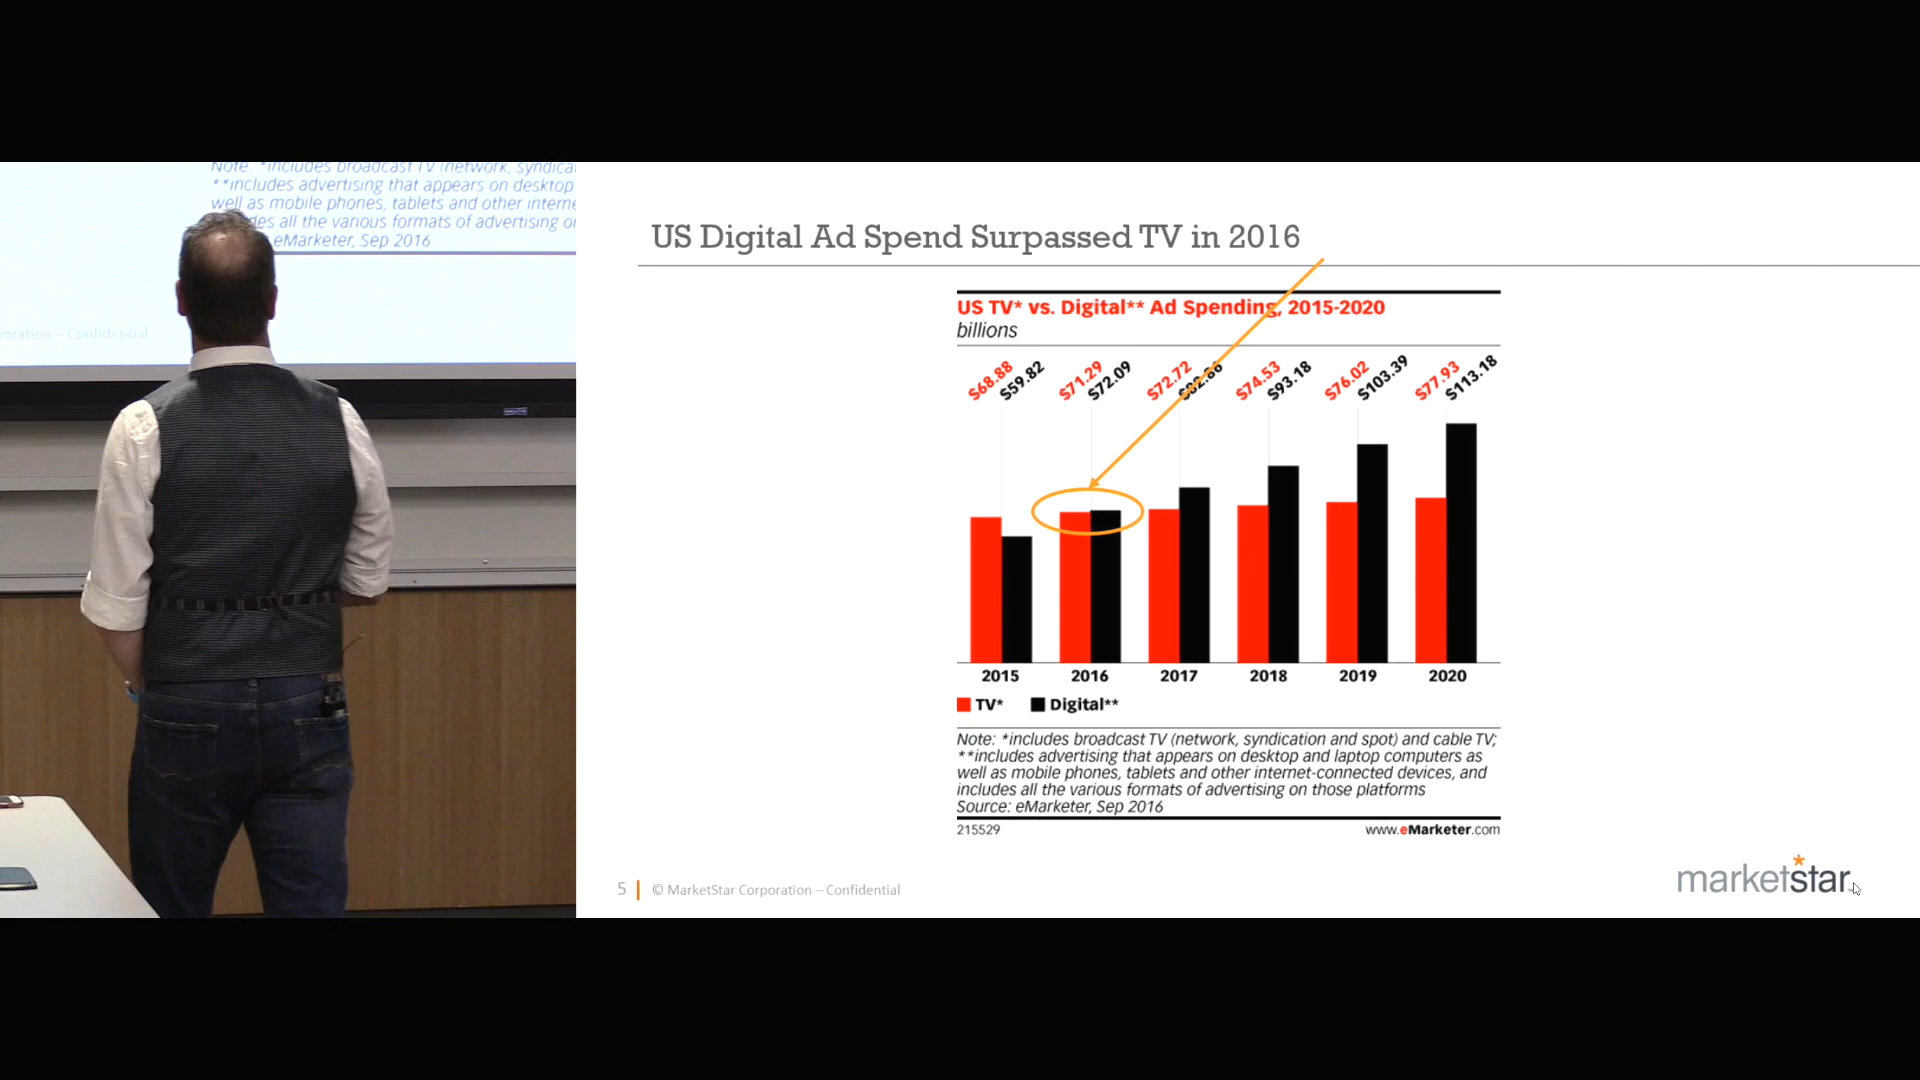 Note: *includes broadcast TV (network, syndica
**includes advertising that appears on desktop
well as mobile phones, tablets and other interne
des all the various formats of advertising o
eMarketer, Sep 2016
oration – Confidential
US Digital Ad Spend Surpassed TV in 2016
US TV* vs. Digital** Ad Spending, 2015-2020
billions
$68.88 $59.82 $71.29 $72.09 $72.72 $82.86 $74.53 $93.18 $76.02 $103.39 $77.93 $113.18
2015 2016 2017 2018 2019 2020
TV* Digital**
Note: *includes broadcast TV (network, syndication and spot) and cable TV;
**includes advertising that appears on desktop and laptop computers as
well as mobile phones, tablets and other internet-connected devices, and
includes all the various formats of advertising on those platforms
Source: eMarketer, Sep 2016
215529 www.eMarketer.com
5 © MarketStar Corporation – Confidential
marketstar